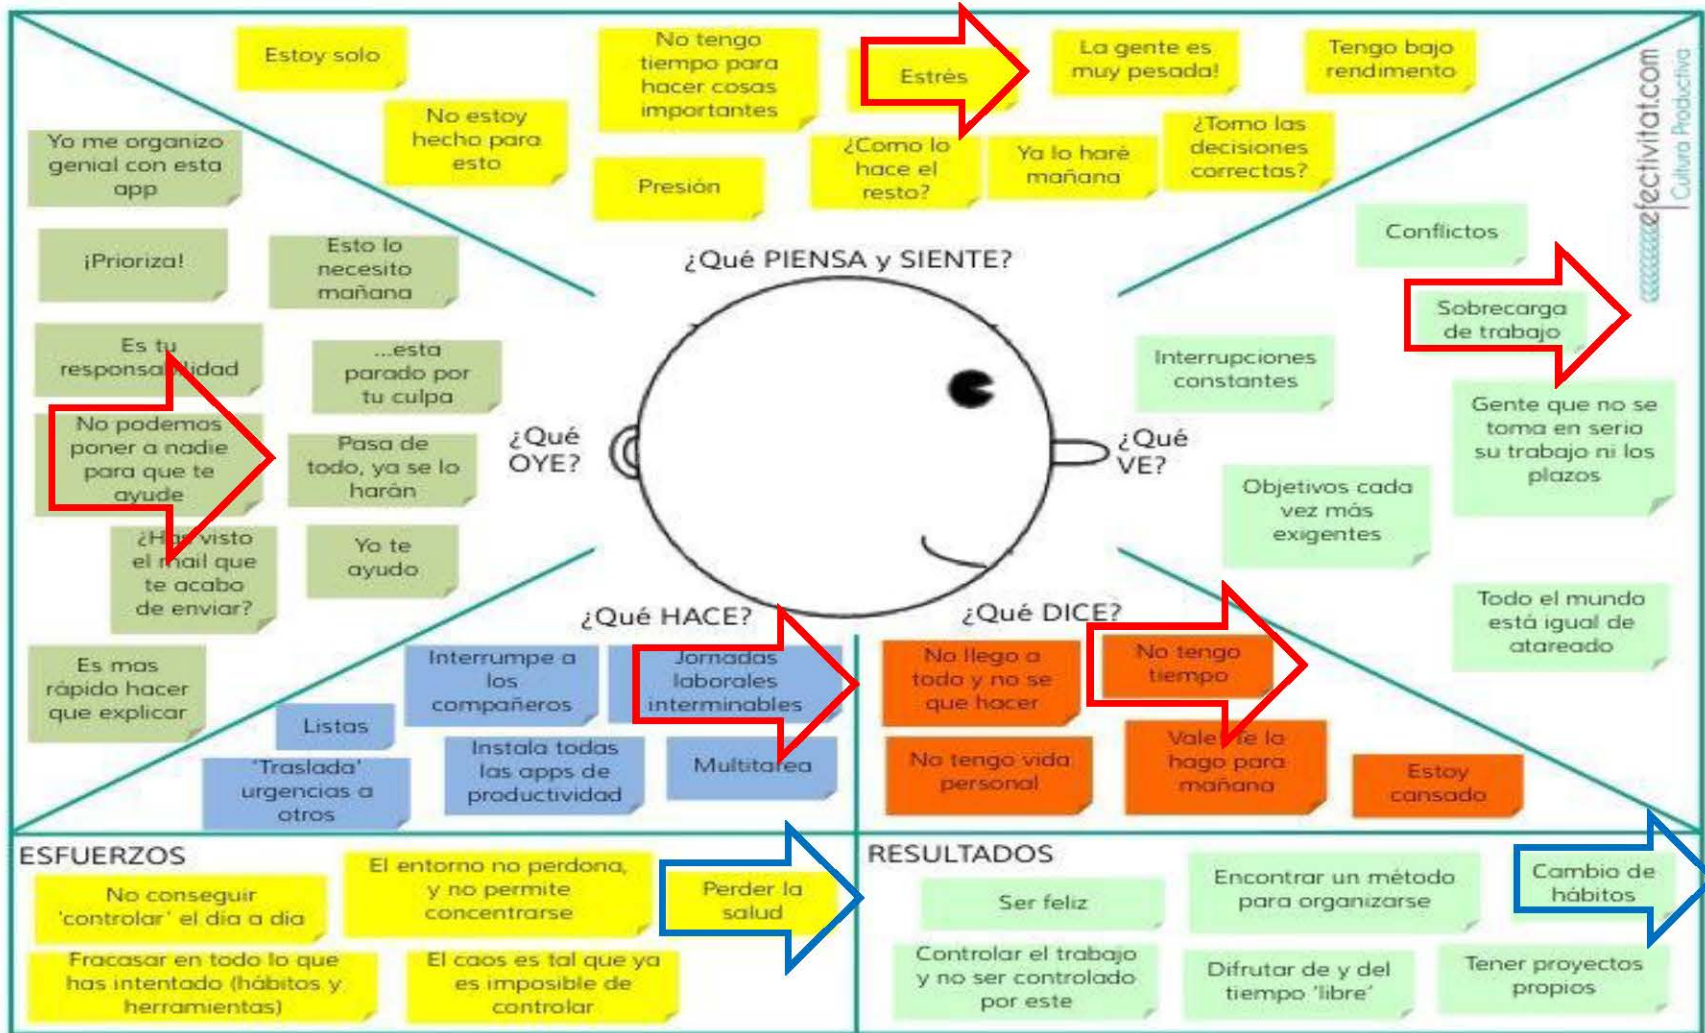 Estoy solo
No estoy
hecho para
esto
No tengo
tiempo para
hacer cosas
importantes
Presión
Estrés
¿Como lo
hace el
resto?
La gente es
muy pesada!
Ya lo haré
mañana
¿Tomo las
decisiones
correctas?
Tengo bajo
rendimento
efectivitat.com
Cultura Productiva
¿Qué PIENSA y SIENTE?
Yo me organizo
genial con esta
app
¡Prioriza!
Esto lo
necesito
mañana
Es tu
responsabilidad
...esta
parado por
tu culpa
No podemos
poner a nadie
para que te
ayude
Pasa de
todo, ya se lo
harán
¿Has visto
el mail que
te acabo
de enviar?
Yo te
ayudo
Es mas
rápido hacer
que explicar
¿Qué
OYE?
¿Qué
VE?
Conflictos
Sobrecarga
de trabajo
Interrupciones
constantes
Gente que no se
toma en serio
su trabajo ni los
plazos
Objetivos cada
vez más
exigentes
Todo el mundo
está igual de
atareado
¿Qué HACE?
Interrumpe a
los
compañeros
Jornadas
laborales
interminables
Listas
'Traslada'
urgencias a
otros
Instala todas
las apps de
productividad
Multitarea
¿Qué DICE?
No llego a
todo y no se
que hacer
No tengo
tiempo
No tengo vida
personal
Vale! Te lo
hago para
mañana
Estoy
cansado
ESFUERZOS
No conseguir
'controlar' el día a día
El entorno no perdona,
y no permite
concentrarse
Perder la
salud
Fracasar en todo lo que
has intentado (hábitos y
herramientas)
El caos es tal que ya
es imposible de
controlar
RESULTADOS
Ser feliz
Encontrar un método
para organizarse
Cambio de
hábitos
Controlar el trabajo
y no ser controlado
por este
Difrutar de y del
tiempo 'libre'
Tener proyectos
propios